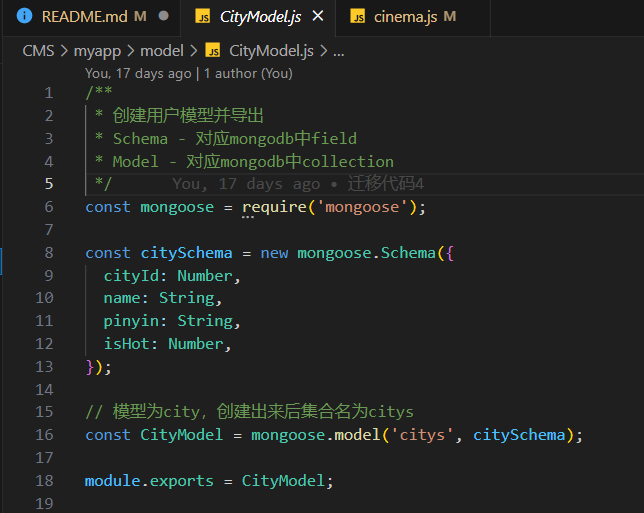 README.md M
CityModel.js
cinema.js M
CMS > myapp > model > CityModel.js > ...
You, 17 days ago | 1 author (You)
1 /**
2  * 创建用户模型并导出
3  * Schema - 对应mongodb中field
4  * Model - 对应mongodb中collection
5  */ You, 17 days ago • 迁移代码4
6 const mongoose = require('mongoose');
7
8 const citySchema = new mongoose.Schema({
9   cityId: Number,
10   name: String,
11   pinyin: String,
12   isHot: Number,
13 });
14
15 // 模型为city，创建出来后集合名为citys
16 const CityModel = mongoose.model('citys', citySchema);
17
18 module.exports = CityModel;
19